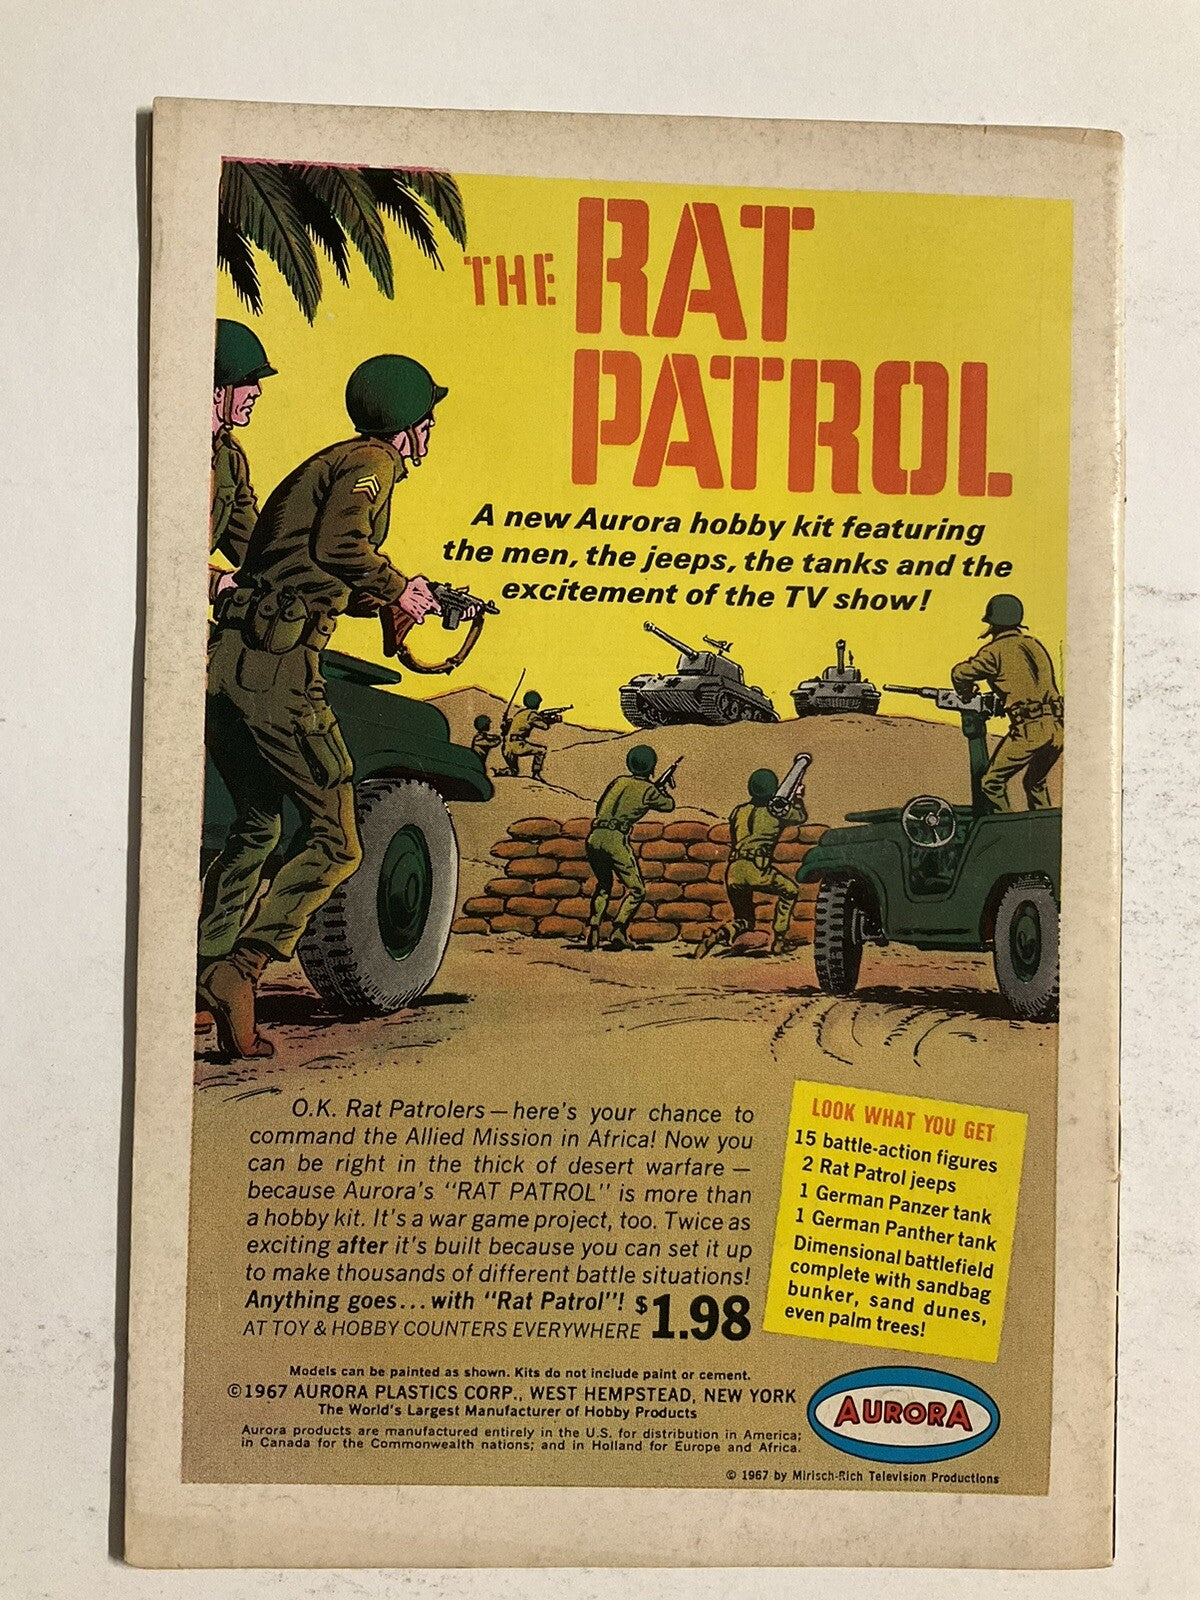 THE RAT
PATROL
A new Aurora hobby kit featuring
the men, the jeeps, the tanks and the
excitement of the TV show!
O.K. Rat Patrolers — here's your chance to
command the Allied Mission in Africa! Now you
can be right in the thick of desert warfare —
because Aurora's "RAT PATROL" is more than
a hobby kit. It's a war game project, too. Twice as
exciting after it's built because you can set it up
to make thousands of different battle situations!
Anything goes... with "Rat Patrol"! $1.98
AT TOY & HOBBY COUNTERS EVERYWHERE
LOOK WHAT YOU GET
15 battle-action figures
2 Rat Patrol jeeps
1 German Panzer tank
1 German Panther tank
Dimensional battlefield
complete with sandbag
bunker, sand dunes,
even palm trees!
Models can be painted as shown. Kits do not include paint or cement.
©1967 AURORA PLASTICS CORP., WEST HEMPSTEAD, NEW YORK
The World's Largest Manufacturer of Hobby Products
Aurora products are manufactured entirely in the U.S. for distribution in America;
in Canada for the Commonwealth nations; and in Holland for Europe and Africa.
AURORA
© 1967 by Mirisch-Rich Television Productions